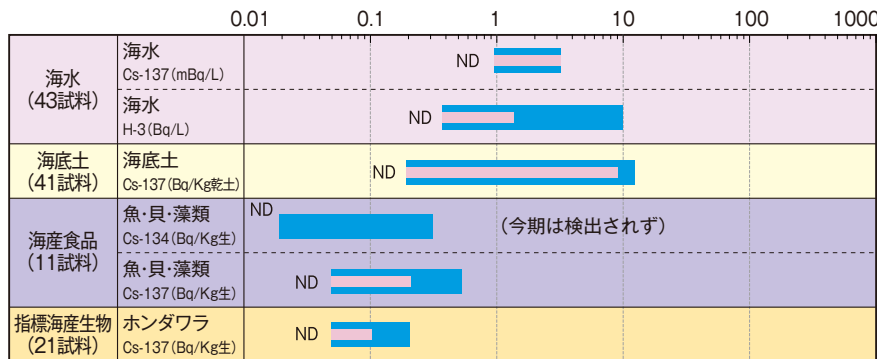 0.01 0.1 1 10 100 1000
海水
(43試料)
海水
Cs-137(mBq/L)
ND
海水
H-3(Bq/L)
ND
海底土
(41試料)
海底土
Cs-137(Bq/Kg乾土)
ND
海産食品
(11試料)
魚・貝・藻類
Cs-134(Bq/Kg生)
ND
(今期は検出されず)
魚・貝・藻類
Cs-137(Bq/Kg生)
ND
指標海産生物
(21試料)
ホンダワラ
Cs-137(Bq/Kg生)
ND